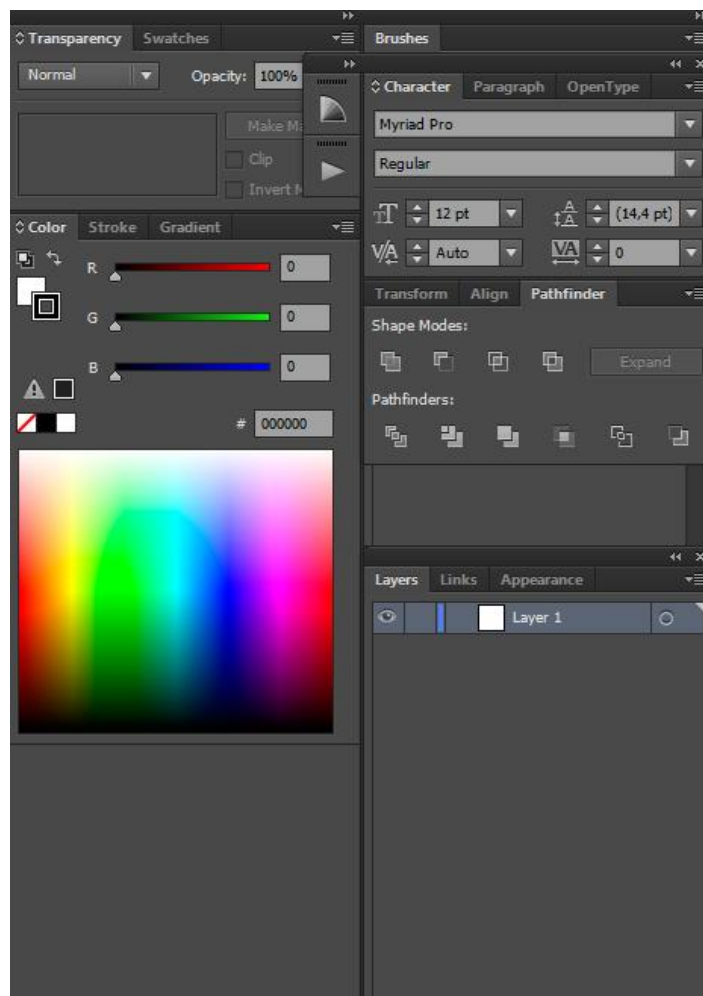 Transparency Swatches
Normal Opacity: 100%
Make M
Clip
Invert
Color Stroke Gradient
R 0
G 0
B 0
# 000000
Brushes
Character Paragraph OpenType
Myriad Pro
Regular
12 pt (14,4 pt)
Auto 0
Transform Align Pathfinder
Shape Modes:
Expand
Pathfinders:
Layers Links Appearance
Layer 1